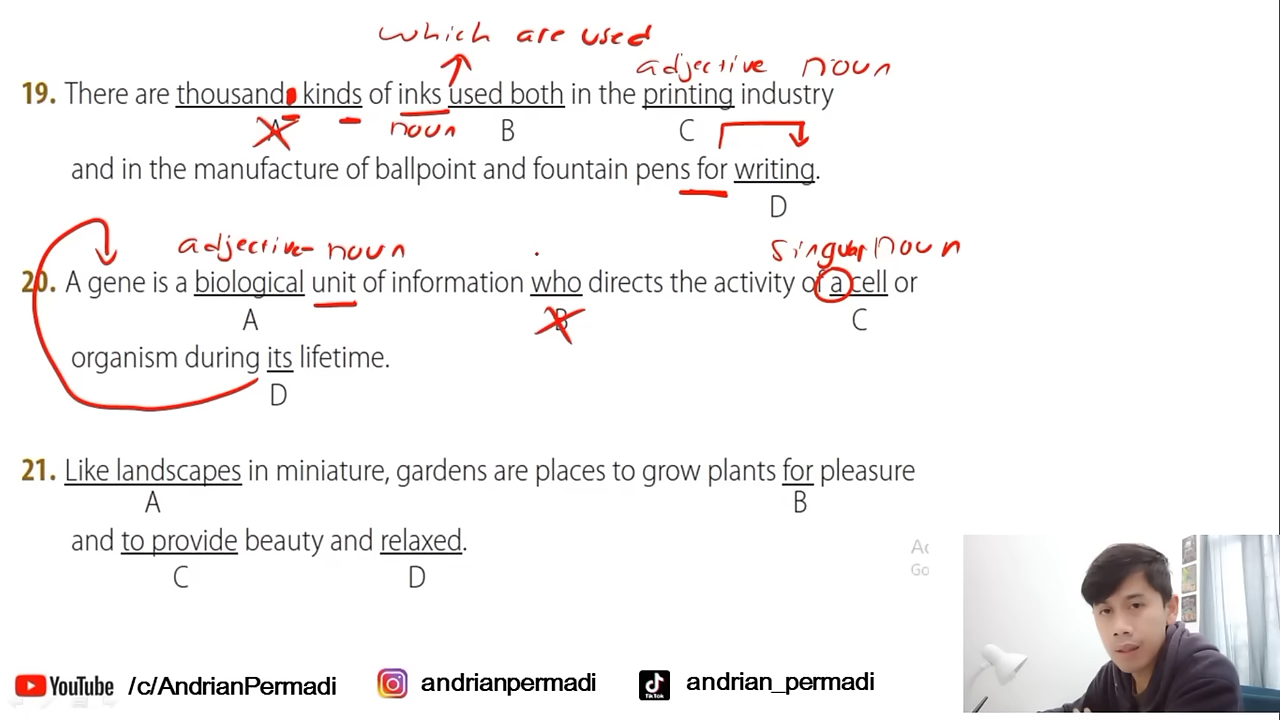 which are used
adjective noun
19. There are thousand kinds of inks used both in the printing industry
A noun B C
and in the manufacture of ballpoint and fountain pens for writing.
D
adjective noun singular noun
20. A gene is a biological unit of information who directs the activity of a cell or
A B C
organism during its lifetime.
D
21. Like landscapes in miniature, gardens are places to grow plants for pleasure
A B
and to provide beauty and relaxed.
C D
Ac
Go
YouTube /c/AndrianPermadi andrianpermadi TikTok andrian_permadi